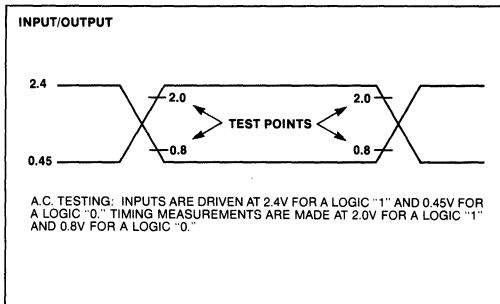 INPUT/OUTPUT
2.4
2.0
2.0
TEST POINTS
0.8
0.8
0.45
A.C. TESTING: INPUTS ARE DRIVEN AT 2.4V FOR A LOGIC "1" AND 0.45V FOR
A LOGIC "0." TIMING MEASUREMENTS ARE MADE AT 2.0V FOR A LOGIC "1"
AND 0.8V FOR A LOGIC "0."